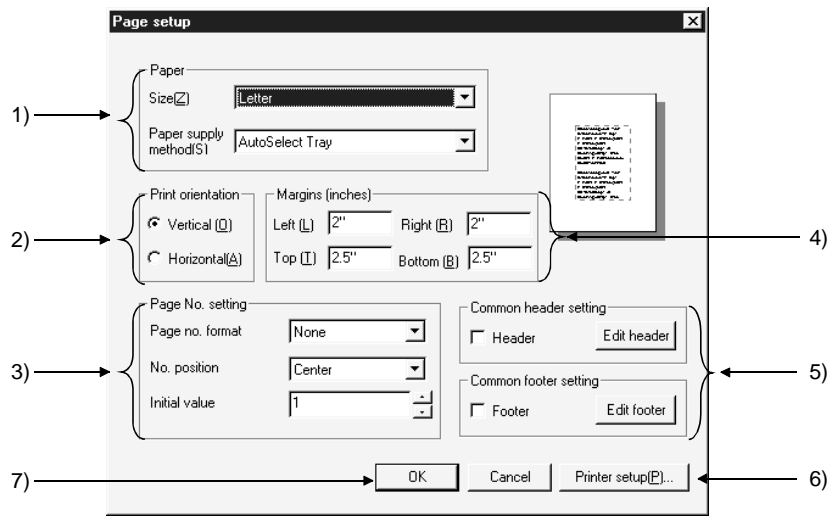 Page setup
Paper
1)
Size(Z) Letter
Paper supply
method(S) AutoSelect Tray
Print orientation
2)
Vertical (O)
Horizontal(A)
Margins (inches)
Left (L) 2" Right (R) 2"
Top (T) 2.5" Bottom (B) 2.5"
4)
Page No. setting
3)
Page no. format None
No. position Center
Initial value 1
Common header setting
Header Edit header
5)
Common footer setting
Footer Edit footer
7)
OK Cancel Printer setup(P)...
6)